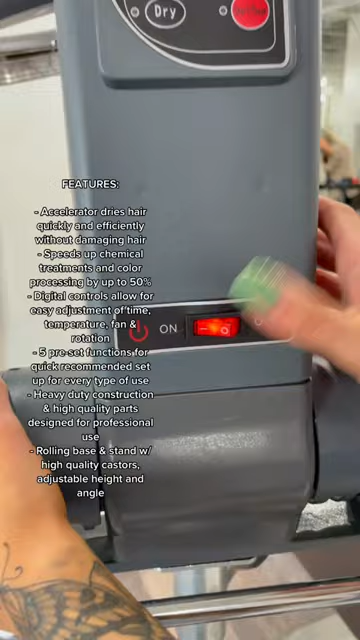 Dry
FEATURES:
- Accelerator dries hair
quickly and efficiently
without damaging hair
- Speeds up chemical
treatments and color
processing by up to 50%
- Digital controls allow for
easy adjustment of time,
temperature, fan &
rotation
- 5 pre-set functions for
quick recommended set
up for every type of use
- Heavy duty construction
& high quality parts
designed for professional
use
- Rolling base & stand w/
high quality castors,
adjustable height and
angle
ON